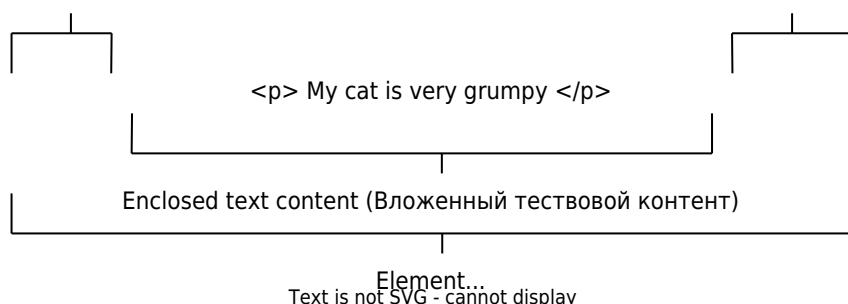 <p> My cat is very grumpy </p>
Enclosed text content (Вложенный тествовой контент)
Element...
Text is not SVG - cannot display